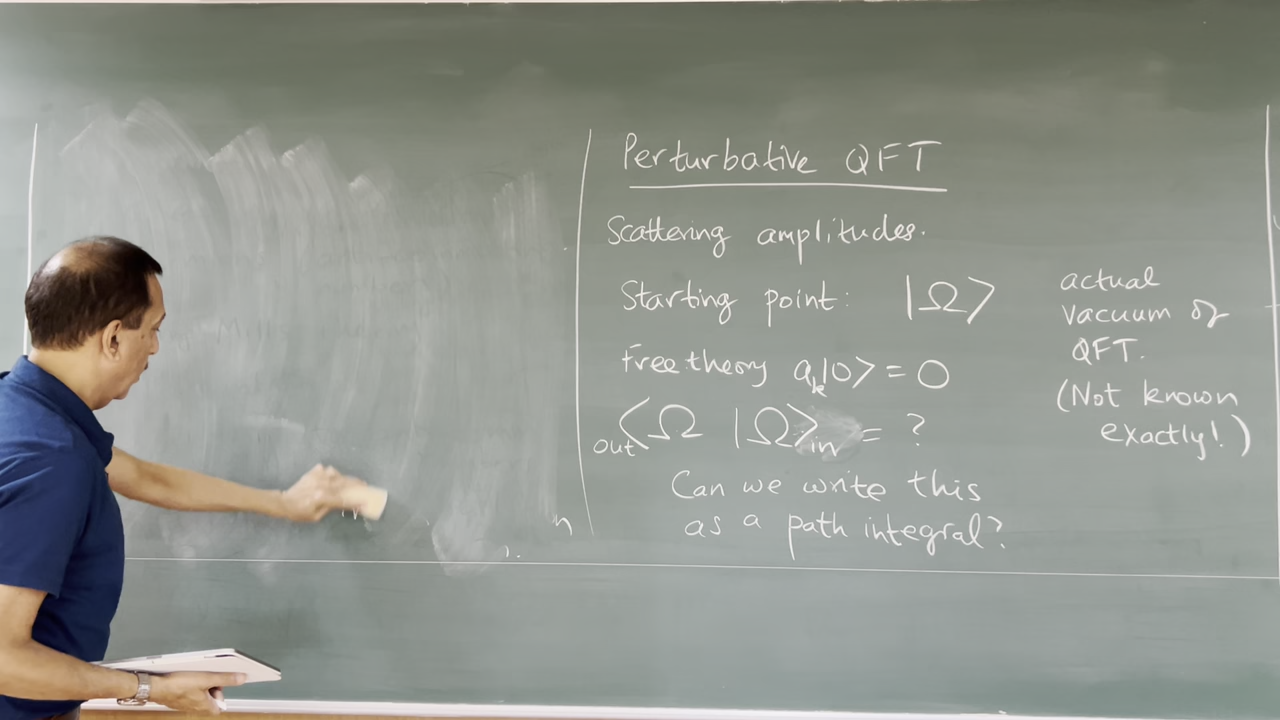 Perturbative QFT
Scattering amplitudes.
Starting point: |Ω⟩
actual
vacuum of
QFT.
(Not known
exactly!)
Free theory aₖ|0⟩ = 0
out⟨Ω |Ω⟩in = ?
Can we write this
as a path integral?